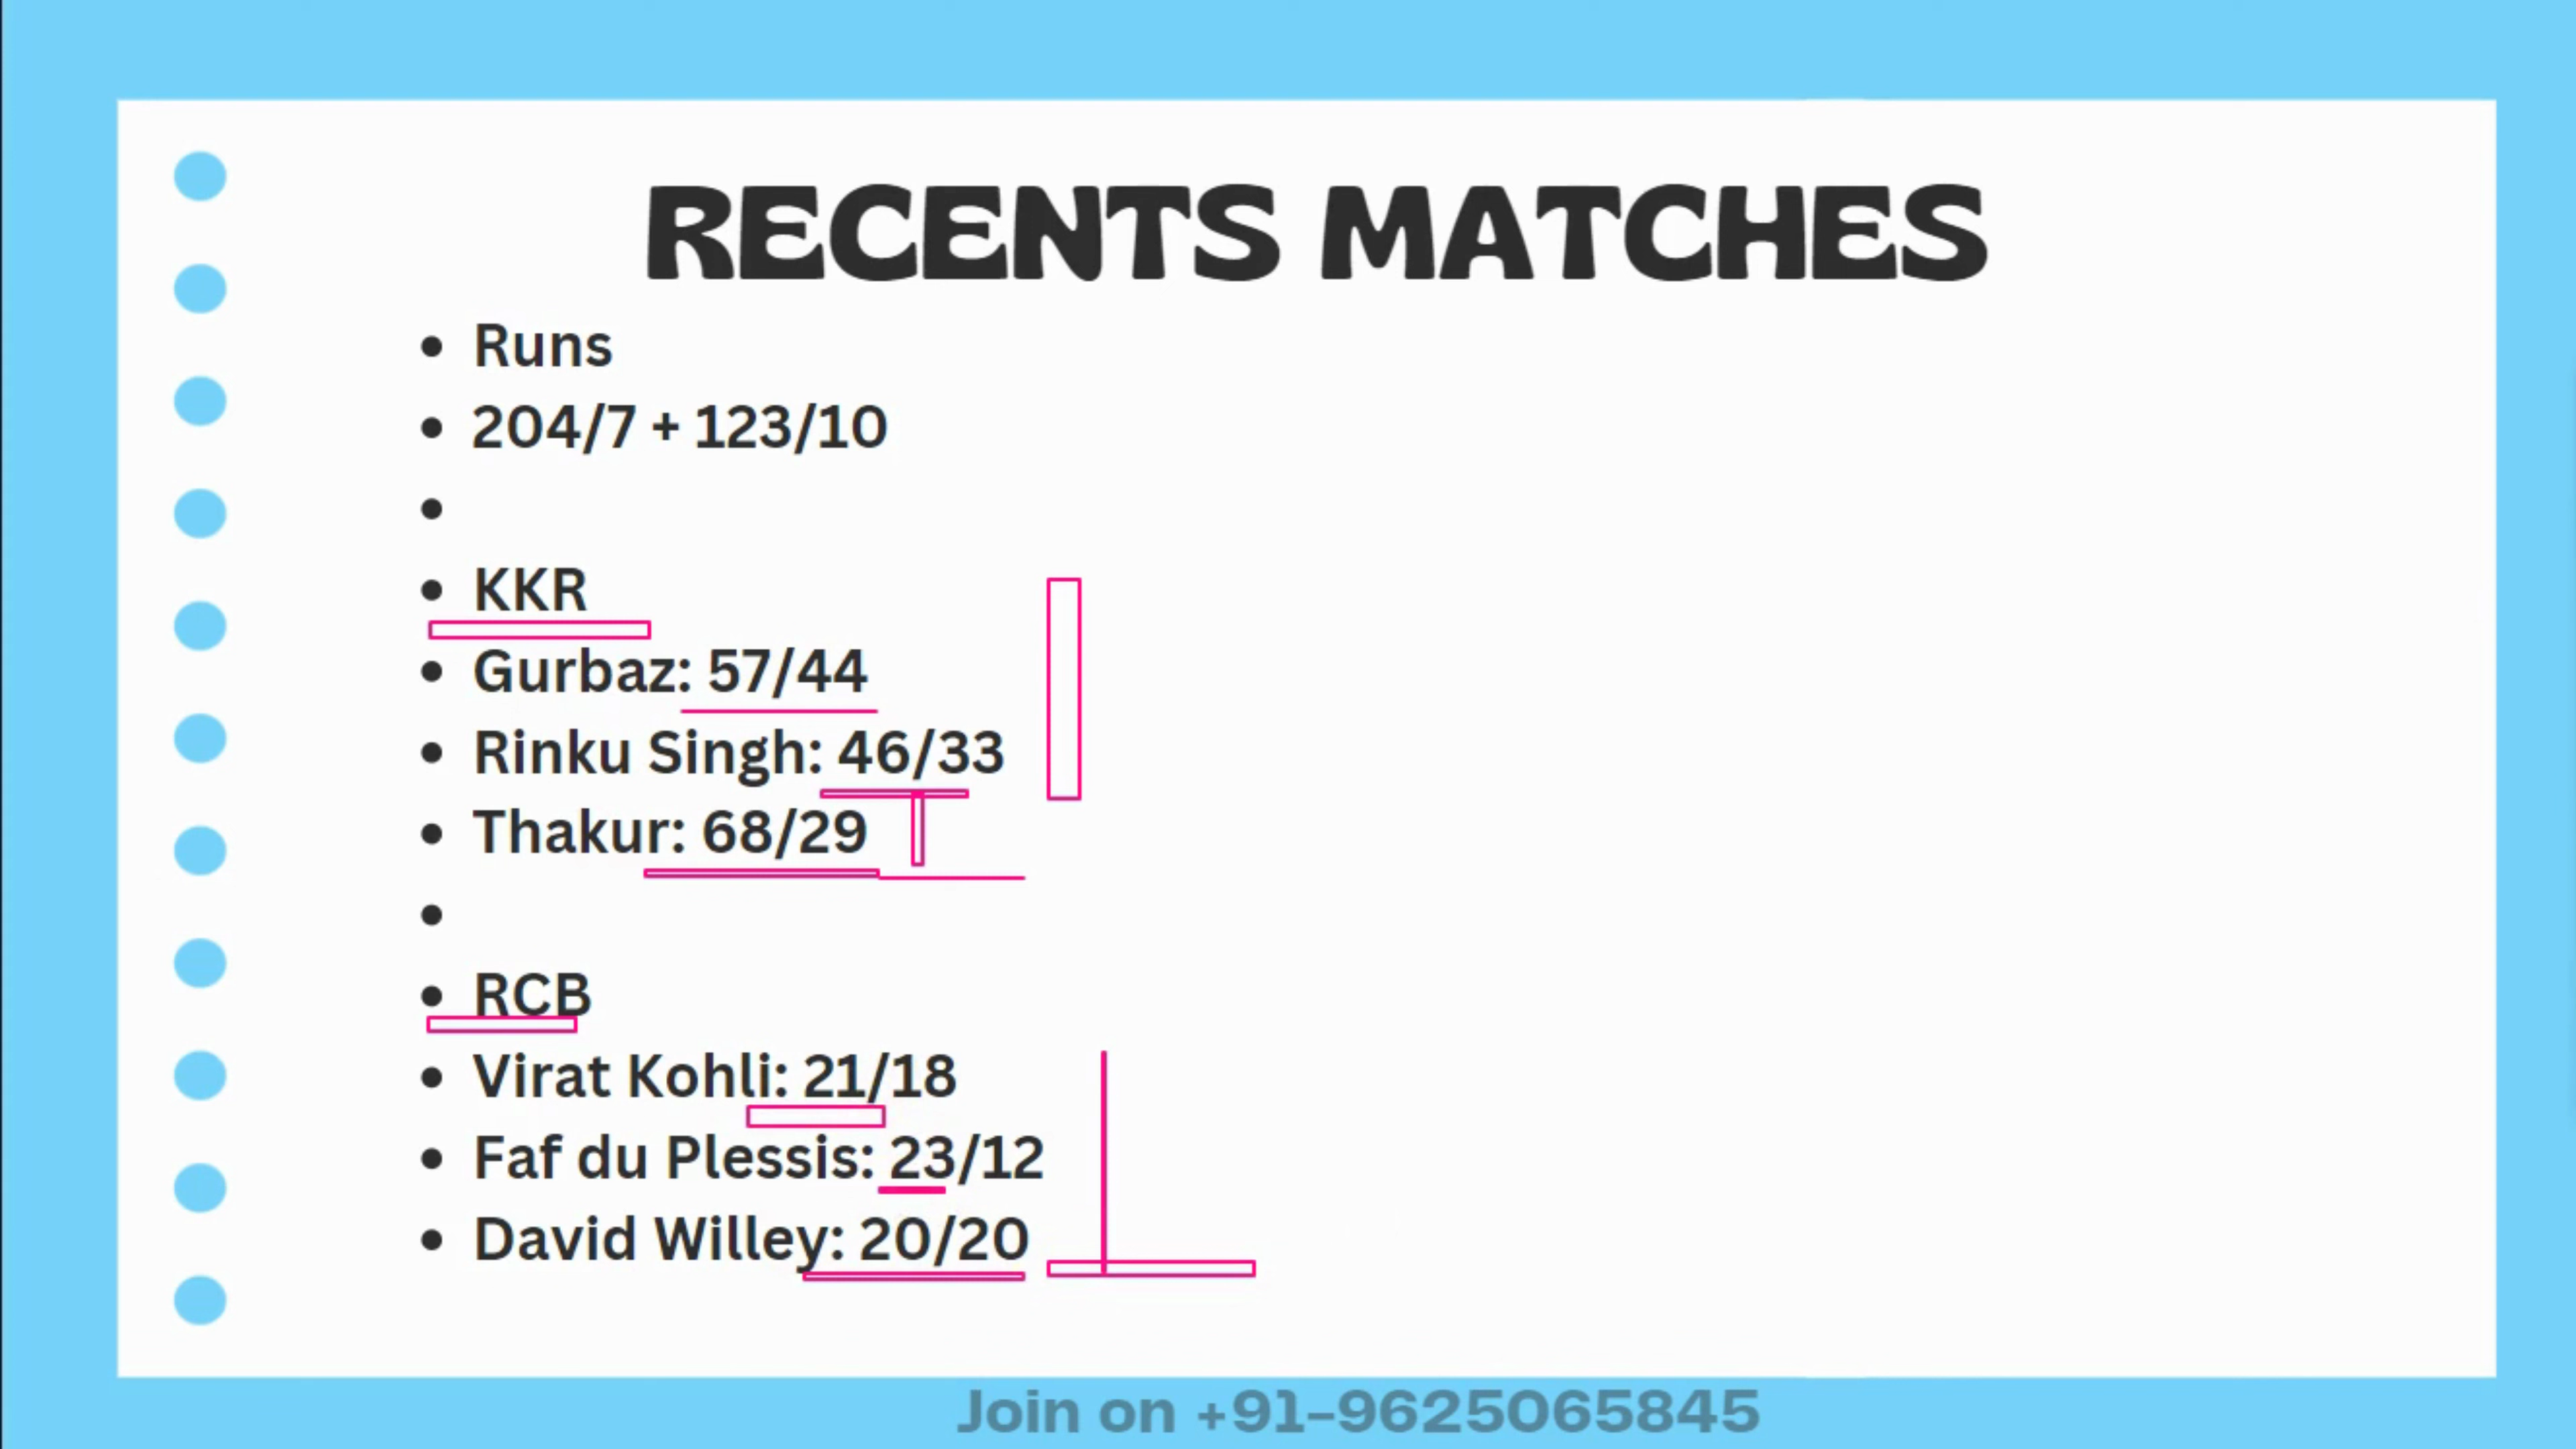 RECENTS MATCHES
• Runs
• 204/7 + 123/10
•
• KKR
• Gurbaz: 57/44
• Rinku Singh: 46/33
• Thakur: 68/29
•
• RCB
• Virat Kohli: 21/18
• Faf du Plessis: 23/12
• David Willey: 20/20
Join on +91-9625065845